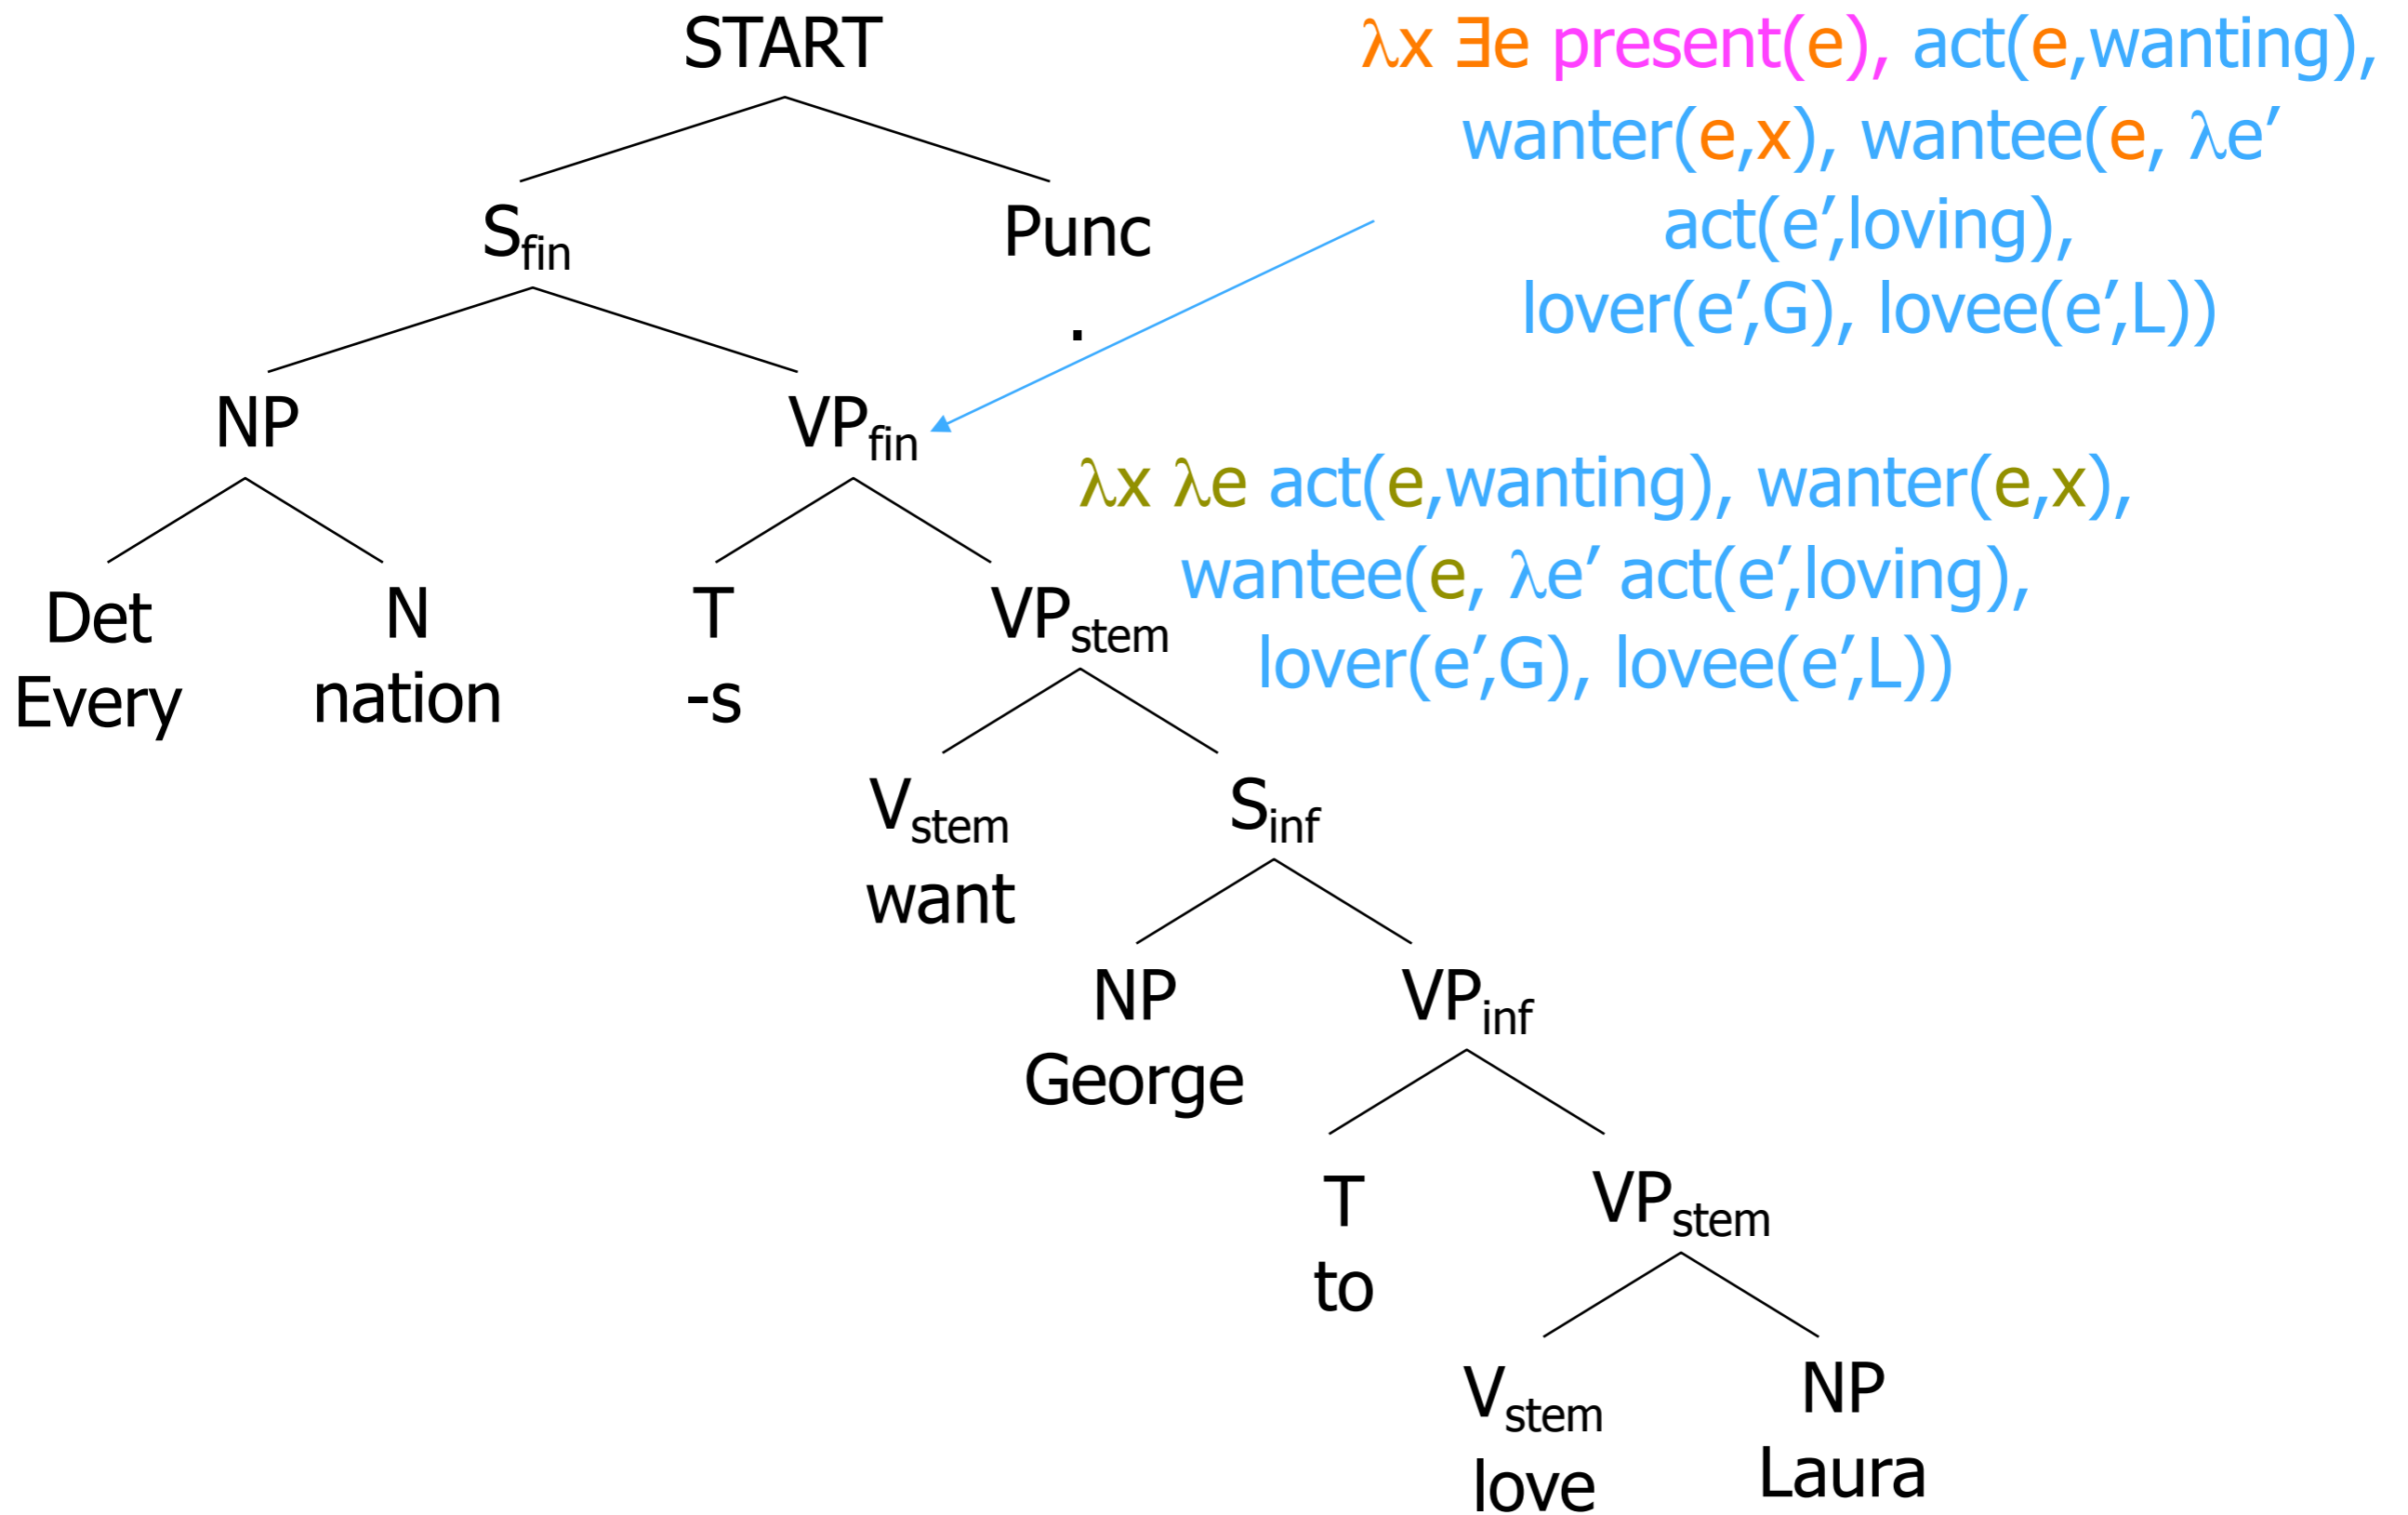 START
λx ∃e present(e), act(e,wanting),
wanter(e,x), wantee(e, λe′
act(e′,loving),
lover(e′,G), lovee(e′,L))
Sfin
Punc
.
NP
VPfin
λx λe act(e,wanting), wanter(e,x),
wantee(e, λe′ act(e′,loving),
lover(e′,G), lovee(e′,L))
Det
N
T
VPstem
Every
nation
-s
Vstem
Sinf
want
NP
VPinf
George
T
VPstem
to
Vstem
NP
love
Laura